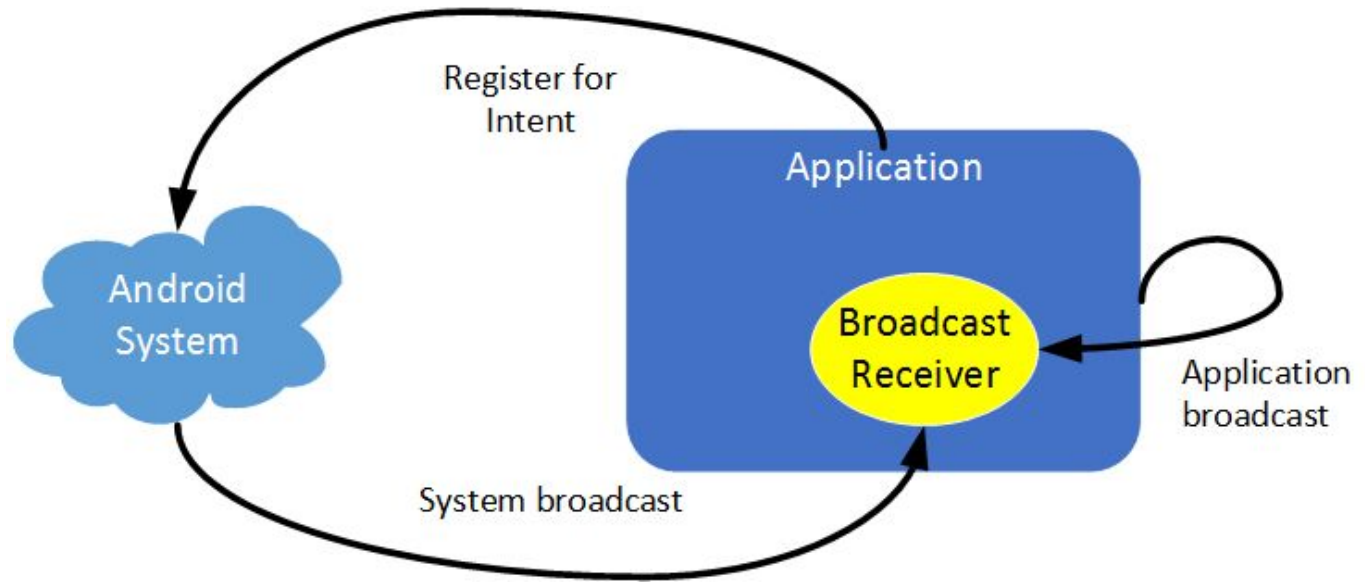 Register for
Intent
Application
Android
System
Broadcast
Receiver
Application
broadcast
System broadcast